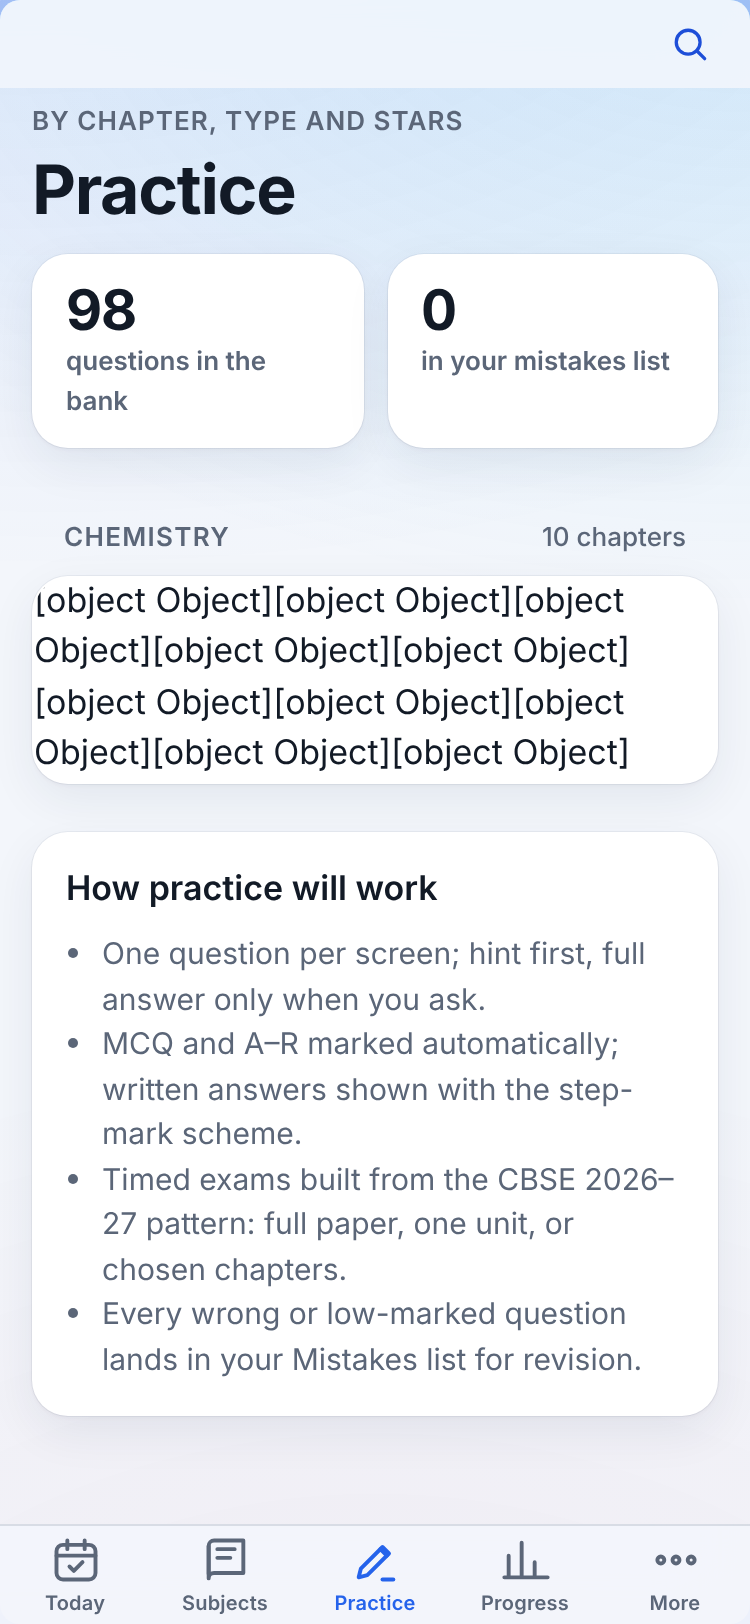 BY CHAPTER, TYPE AND STARS
Practice
98
questions in the
bank
0
in your mistakes list
CHEMISTRY
10 chapters
[object Object][object Object][object
Object][object Object][object Object]
[object Object][object Object][object
Object][object Object][object Object]
How practice will work
• One question per screen; hint first, full
answer only when you ask.
• MCQ and A–R marked automatically;
written answers shown with the step-
mark scheme.
• Timed exams built from the CBSE 2026–
27 pattern: full paper, one unit, or
chosen chapters.
• Every wrong or low-marked question
lands in your Mistakes list for revision.
Today
Subjects
Practice
Progress
More